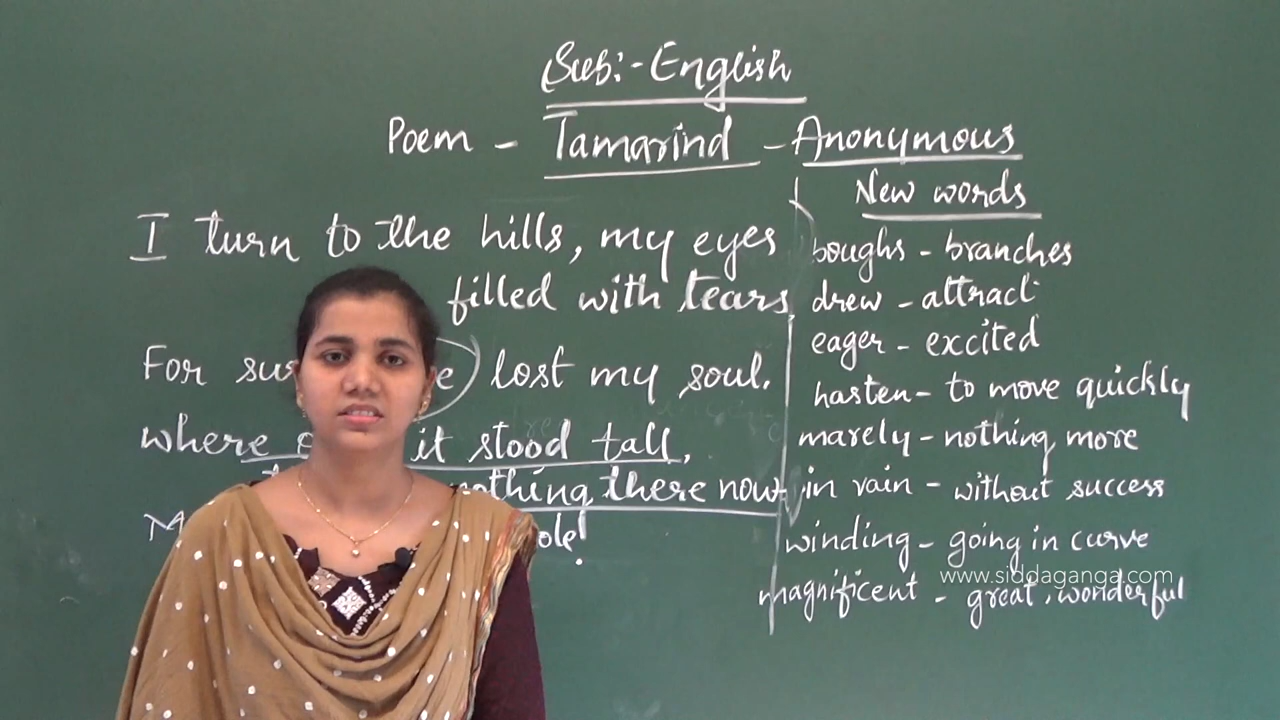 Sub:- English
Poem - Tamarind - Anonymous
I turn to the hills, my eyes
filled with tears,
For lost my soul.
where it stood tall,
nothing there now
New words
boughs - branches
drew - attract
eager - excited
hasten - to move quickly
marely - nothing more
in vain - without success
winding - going in curve
magnificent - great, wonderful
www.siddaganga.com